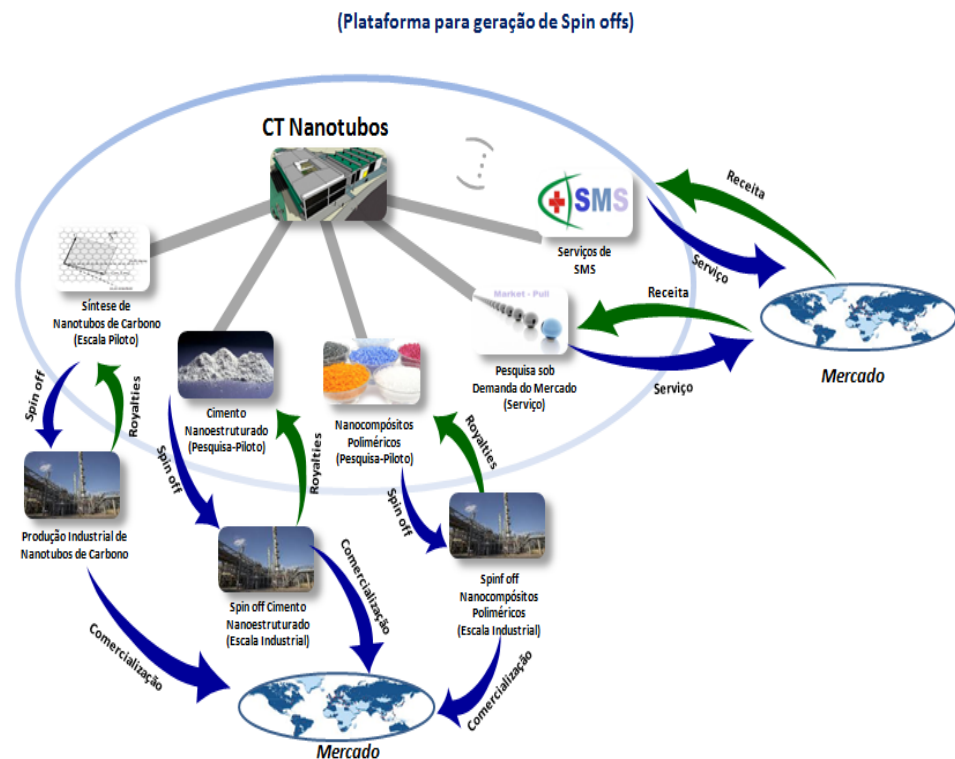 (Plataforma para geração de Spin offs)
CT Nanotubos
SMS
Serviços de
SMS
Receita
Serviço
Market - Pull
Pesquisa sob
Demanda do Mercado
(Serviço)
Receita
Serviço
Mercado
Síntese de
Nanotubos de Carbono
(Escala Piloto)
Cimento
Nanoestruturado
(Pesquisa-Piloto)
Nanocompósitos
Poliméricos
(Pesquisa-Piloto)
Spin off
Royalties
Spin off
Royalties
Spin off
Royalties
Produção Industrial de
Nanotubos de Carbono
Spin off Cimento
Nanoestruturado
(Escala Industrial)
Spinf off
Nanocompósitos
Poliméricos
(Escala Industrial)
Comercialização
Comercialização
Comercialização
Mercado